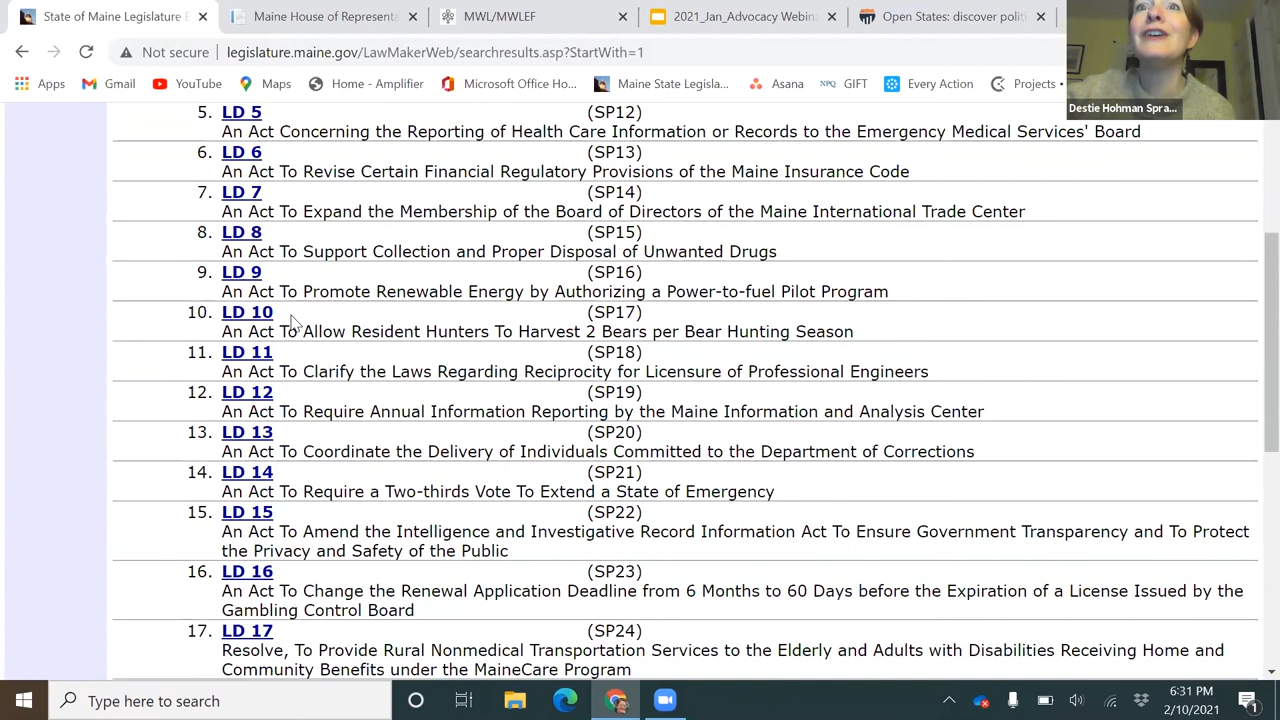 State of Maine Legislature E
Maine House of Represent
MWL/MWLEF
2021_Jan_Advocacy Webina
Open States: discover politi
Not secure
legislature.maine.gov/LawMakerWeb/searchresults.asp?StartWith=1
Apps
Gmail
YouTube
Maps
Home - Amplifier
Microsoft Office Ho...
Maine State Legisla...
Asana
NPQ
GIFT
Every Action
Projects
Destie Hohman Spra...
5. LD 5 (SP12)
An Act Concerning the Reporting of Health Care Information or Records to the Emergency Medical Services' Board
6. LD 6 (SP13)
An Act To Revise Certain Financial Regulatory Provisions of the Maine Insurance Code
7. LD 7 (SP14)
An Act To Expand the Membership of the Board of Directors of the Maine International Trade Center
8. LD 8 (SP15)
An Act To Support Collection and Proper Disposal of Unwanted Drugs
9. LD 9 (SP16)
An Act To Promote Renewable Energy by Authorizing a Power-to-fuel Pilot Program
10. LD 10 (SP17)
An Act To Allow Resident Hunters To Harvest 2 Bears per Bear Hunting Season
11. LD 11 (SP18)
An Act To Clarify the Laws Regarding Reciprocity for Licensure of Professional Engineers
12. LD 12 (SP19)
An Act To Require Annual Information Reporting by the Maine Information and Analysis Center
13. LD 13 (SP20)
An Act To Coordinate the Delivery of Individuals Committed to the Department of Corrections
14. LD 14 (SP21)
An Act To Require a Two-thirds Vote To Extend a State of Emergency
15. LD 15 (SP22)
An Act To Amend the Intelligence and Investigative Record Information Act To Ensure Government Transparency and To Protect
the Privacy and Safety of the Public
16. LD 16 (SP23)
An Act To Change the Renewal Application Deadline from 6 Months to 60 Days before the Expiration of a License Issued by the
Gambling Control Board
17. LD 17 (SP24)
Resolve, To Provide Rural Nonmedical Transportation Services to the Elderly and Adults with Disabilities Receiving Home and
Community Benefits under the MaineCare Program
Type here to search
6:31 PM
2/10/2021
1